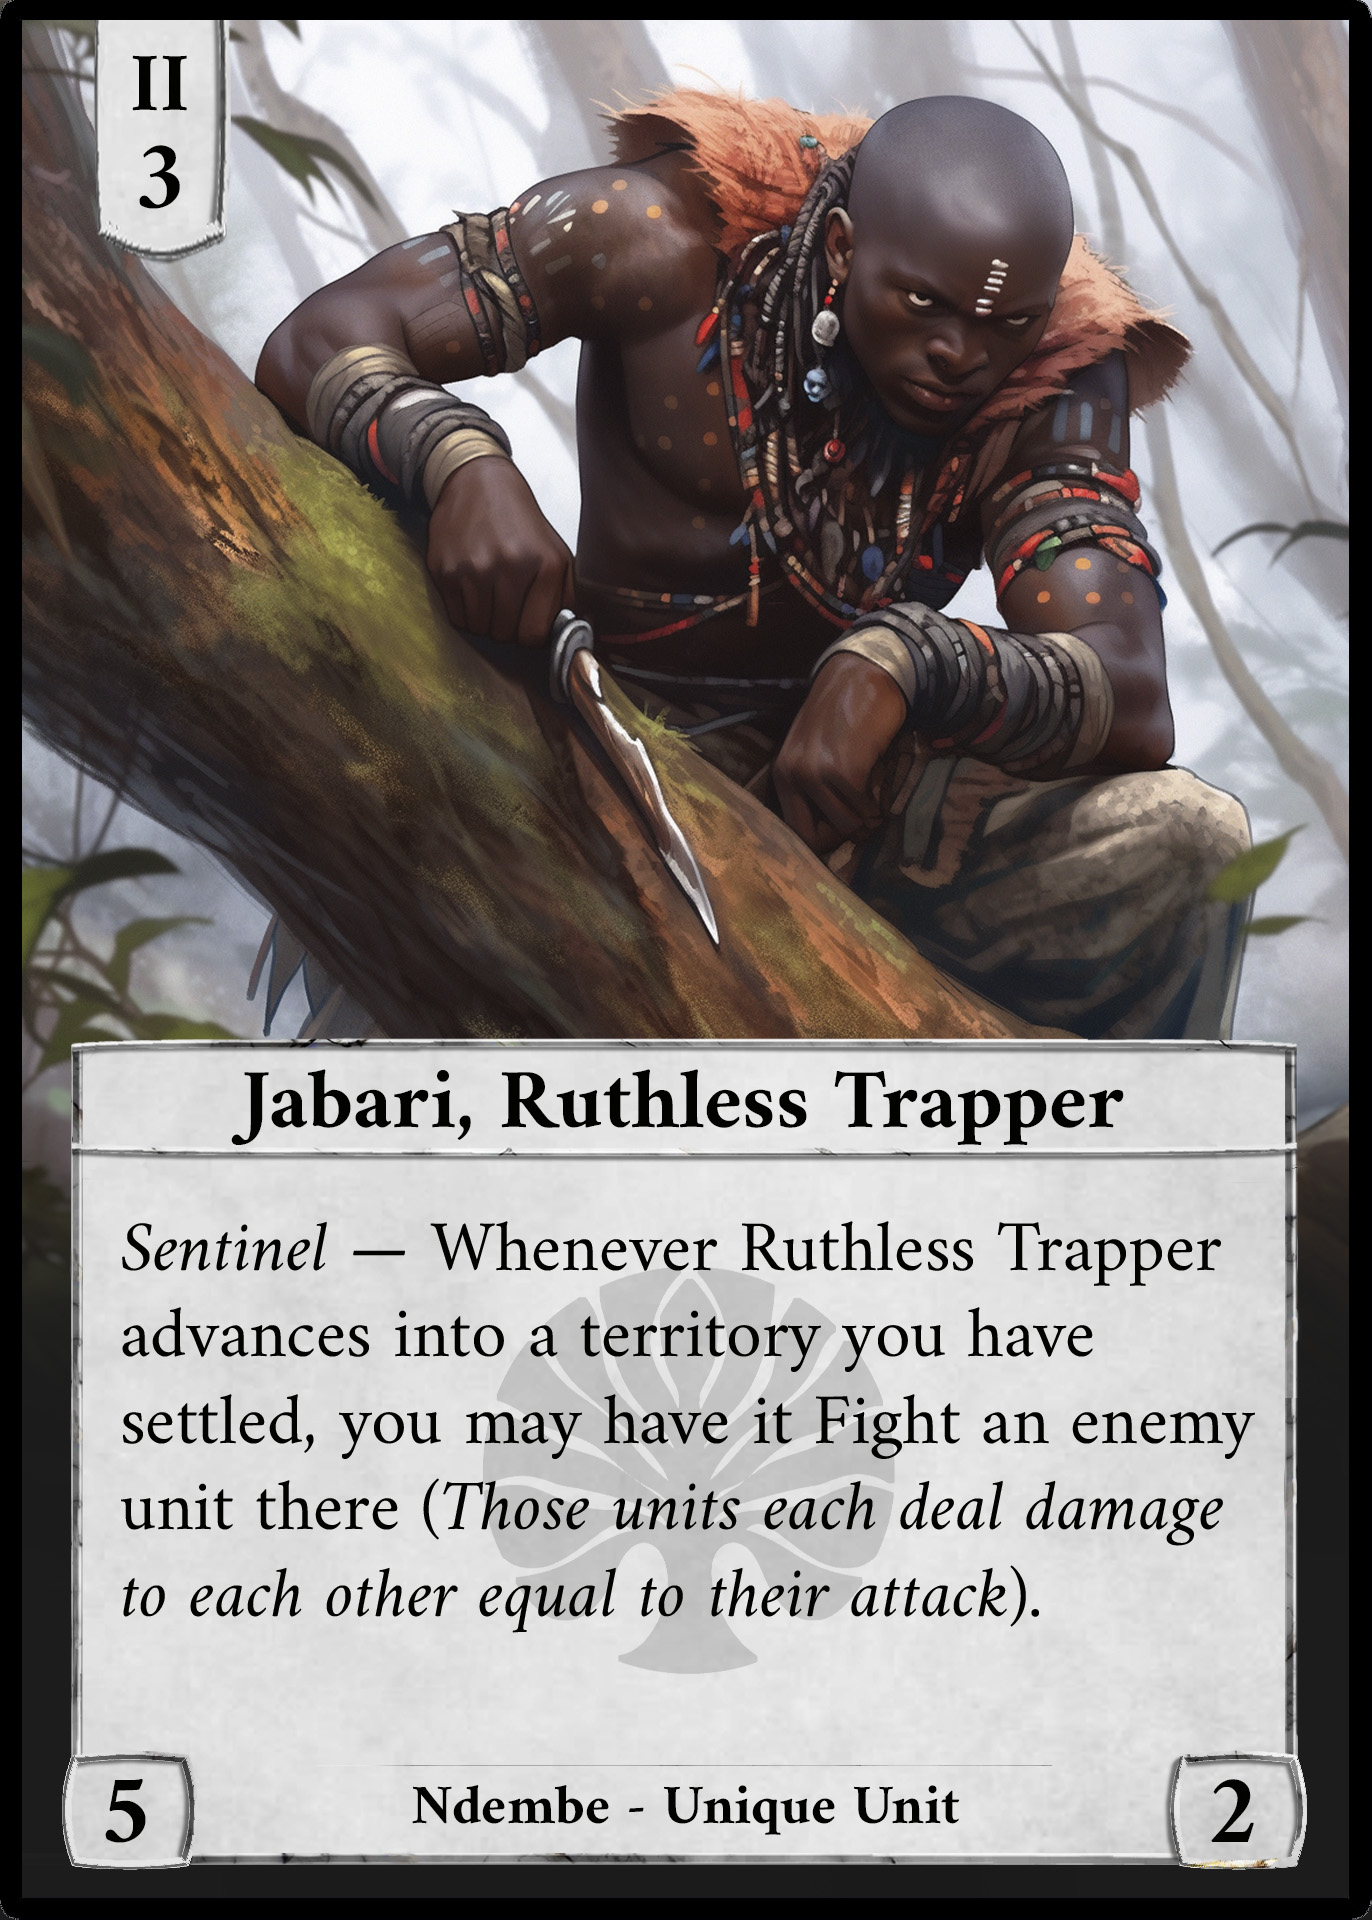 II
3
Jabari, Ruthless Trapper
Sentinel — Whenever Ruthless Trapper
advances into a territory you have
settled, you may have it Fight an enemy
unit there (Those units each deal damage
to each other equal to their attack).
5
Ndembe - Unique Unit
2